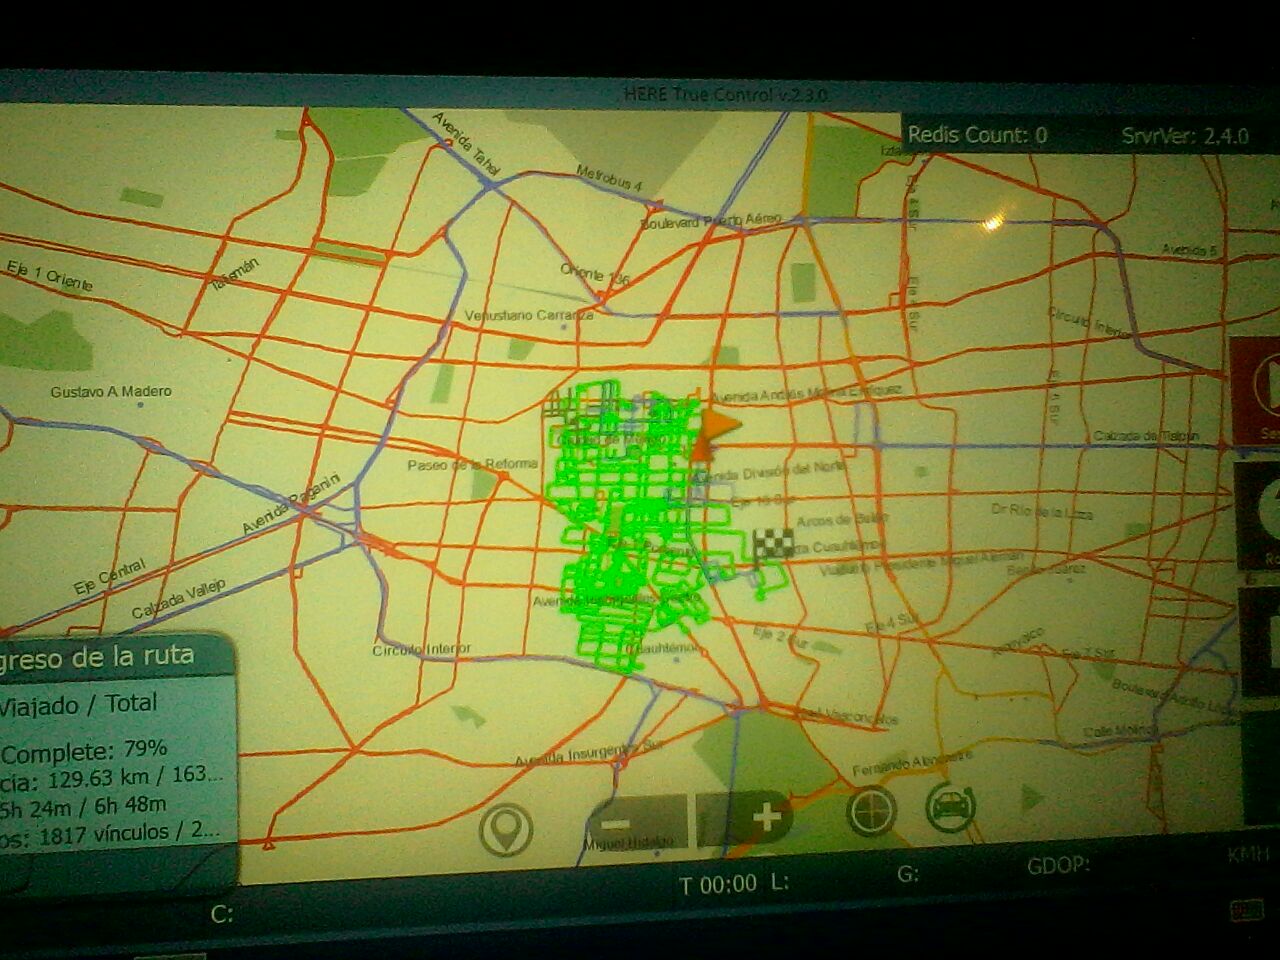 HERE True Control v.2.3.0
Redis Count: 0
SrvrVer: 2,4.0
Avenida Tahel
Metrobus 4
Boulevard Puerto Aéreo
Avenida 5
Eje 1 Oriente
Talismán
Oriente 136
Venustiano Carranza
Circuito Interior
Gustavo A Madero
Avenida Andrés Molina Enríquez
Calzada de Tlalpan
Paseo de la Reforma
Avenida División del Norte
Avenida Paganini
Dr Río de la Loza
Arcos de Belén
Eje Central
Calzada Vallejo
Viaducto Presidente Miguel Alemán
Benito Juárez
Eje 2 Sur
Eje 4 Sur
Circuito Interior
Cuauhtémoc
Avenida Insurgentes Sur
Fernando Alencastre
Miguel Hidalgo
greso de la ruta
Viajado / Total
Complete: 79%
cia: 129.63 km / 163...
5h 24m / 6h 48m
os: 1817 vínculos / 2...
T 00:00 L:
G:
GDOP:
KMH
C: